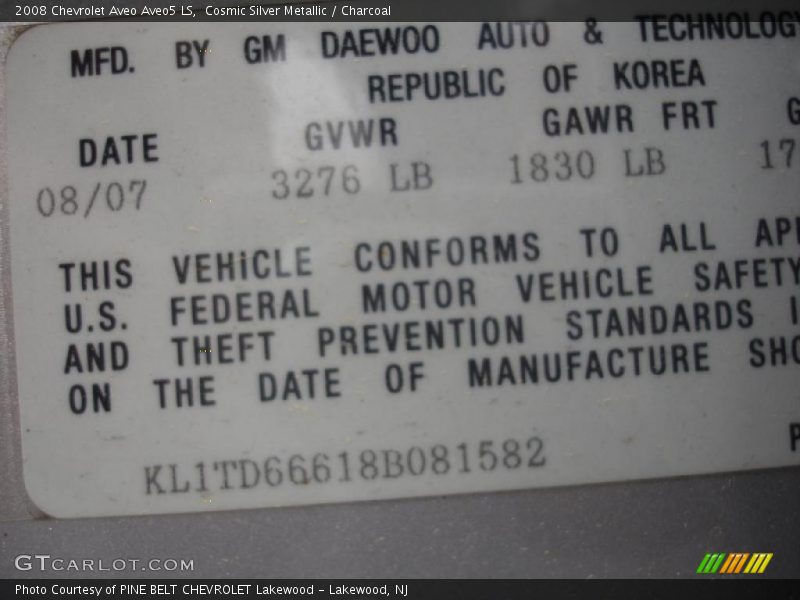 2008 Chevrolet Aveo Aveo5 LS, Cosmic Silver Metallic / Charcoal
MFD. BY GM DAEWOO AUTO & TECHNOLOGY
REPUBLIC OF KOREA
DATE GVWR GAWR FRT G
08/07 3276 LB 1830 LB 17
THIS VEHICLE CONFORMS TO ALL APP
U.S. FEDERAL MOTOR VEHICLE SAFETY
AND THEFT PREVENTION STANDARDS I
ON THE DATE OF MANUFACTURE SHO
KL1TD66618B081582
P
GTCARLOT.COM
Photo Courtesy of PINE BELT CHEVROLET Lakewood - Lakewood, NJ